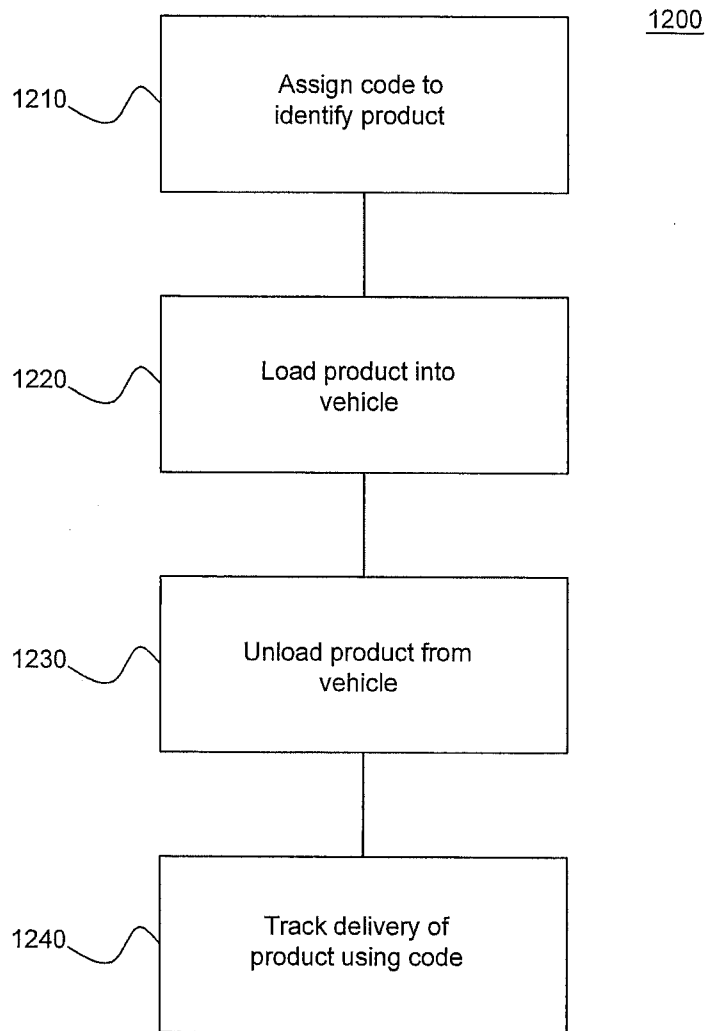 1200
1210
Assign code to
identify product
1220
Load product into
vehicle
1230
Unload product from
vehicle
1240
Track delivery of
product using code